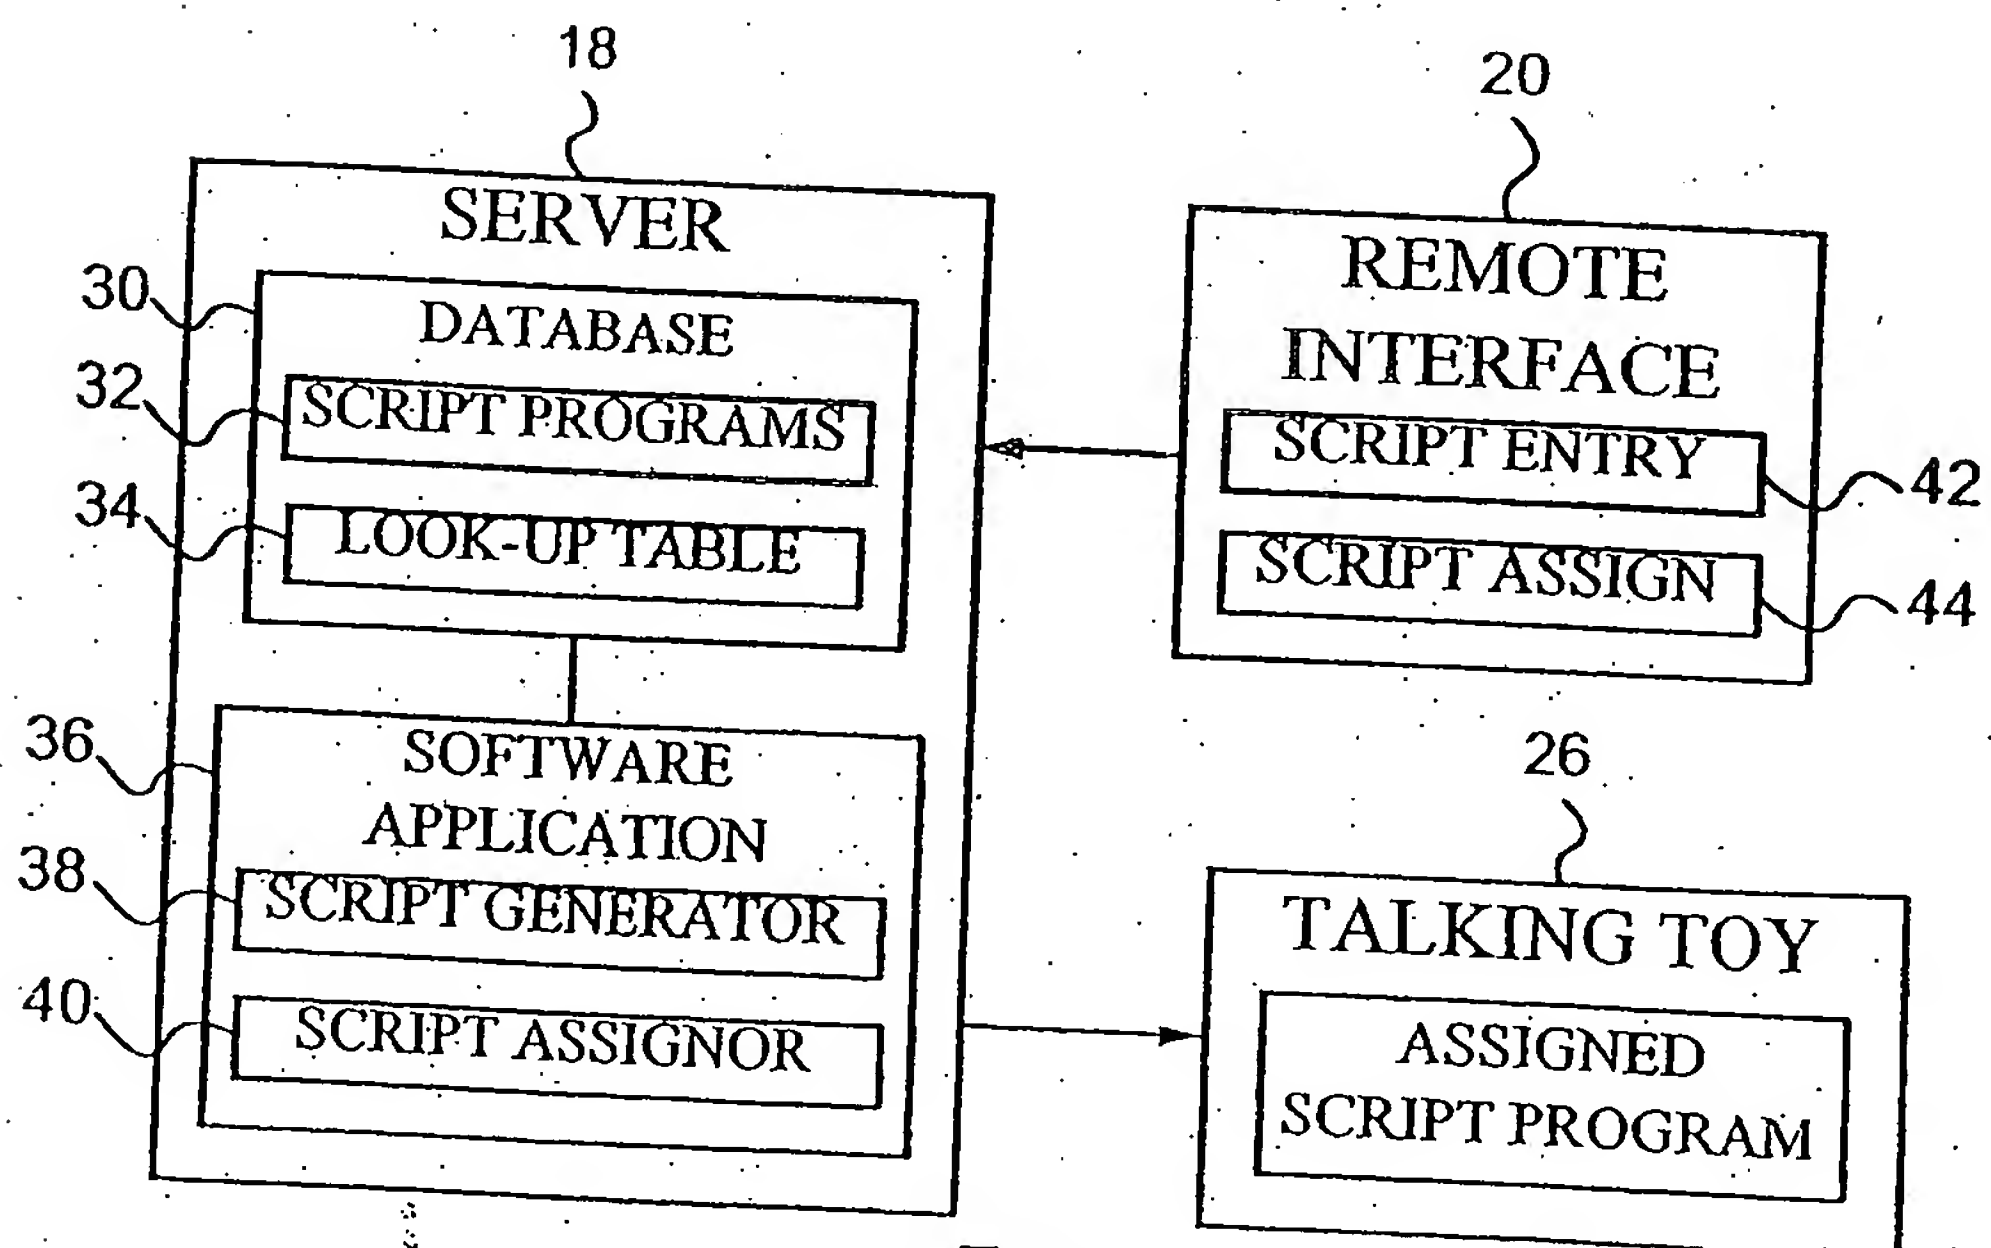 18
SERVER
30
DATABASE
32
SCRIPT PROGRAMS
34
LOOK-UP TABLE
36
SOFTWARE
APPLICATION
38
SCRIPT GENERATOR
40
SCRIPT ASSIGNOR
20
REMOTE
INTERFACE
SCRIPT ENTRY
42
SCRIPT ASSIGN
44
26
TALKING TOY
ASSIGNED
SCRIPT PROGRAM